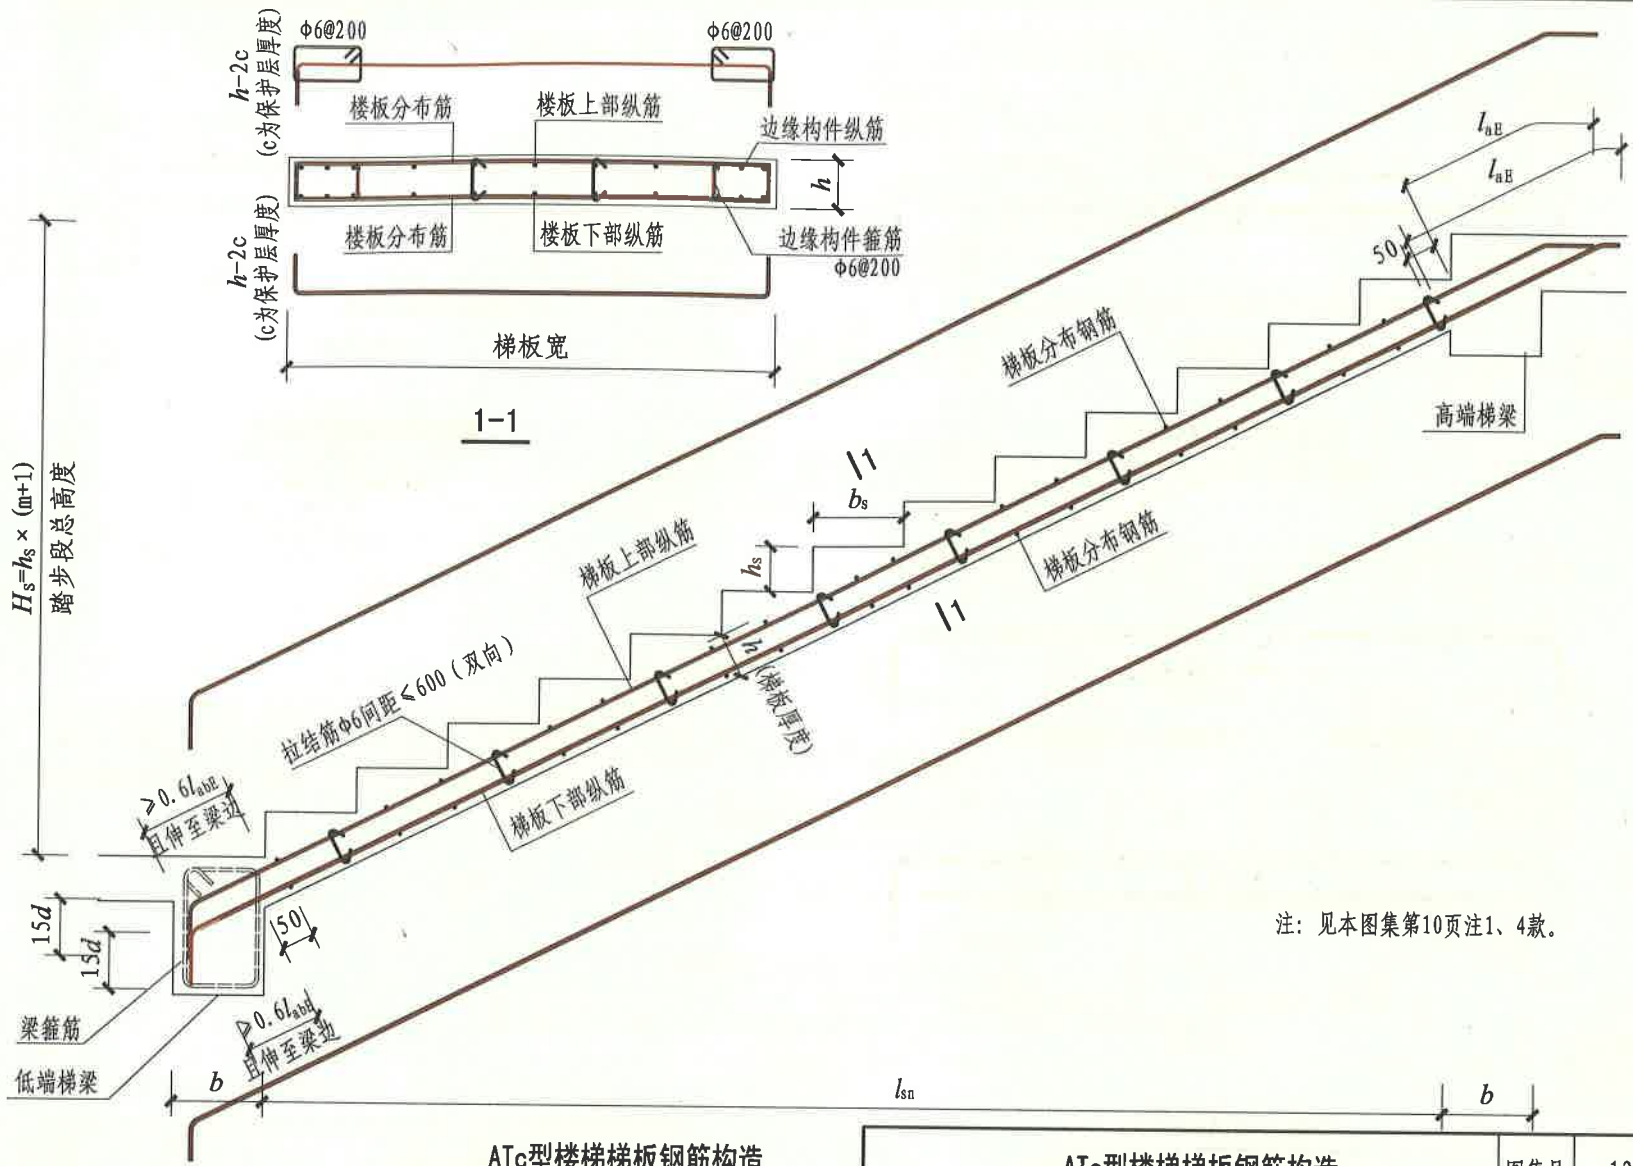 Φ6@200
Φ6@200
h-2c
(c为保护层厚度)
楼板分布筋
楼板上部纵筋
边缘构件纵筋
h
楼板分布筋
楼板下部纵筋
边缘构件箍筋
Φ6@200
h-2c
(c为保护层厚度)
梯板宽
1-1
laE
laE
50
梯板分布钢筋
高端梯梁
1
bs
hs
梯板上部纵筋
梯板分布钢筋
1
h
(梯板厚度)
Hs=hs×(m+1)
踏步段总高度
拉结筋Φ6间距≤600(双向)
梯板下部纵筋
≥0.6labE
且伸至梁边
15d
15d
50
注: 见本图集第10页注1、4款。
梁箍筋
低端梯梁
≥0.6labE
且伸至梁边
b
lsn
b
ATc型楼梯梯板钢筋构造
ATc型楼梯梯板钢筋构造
图集号